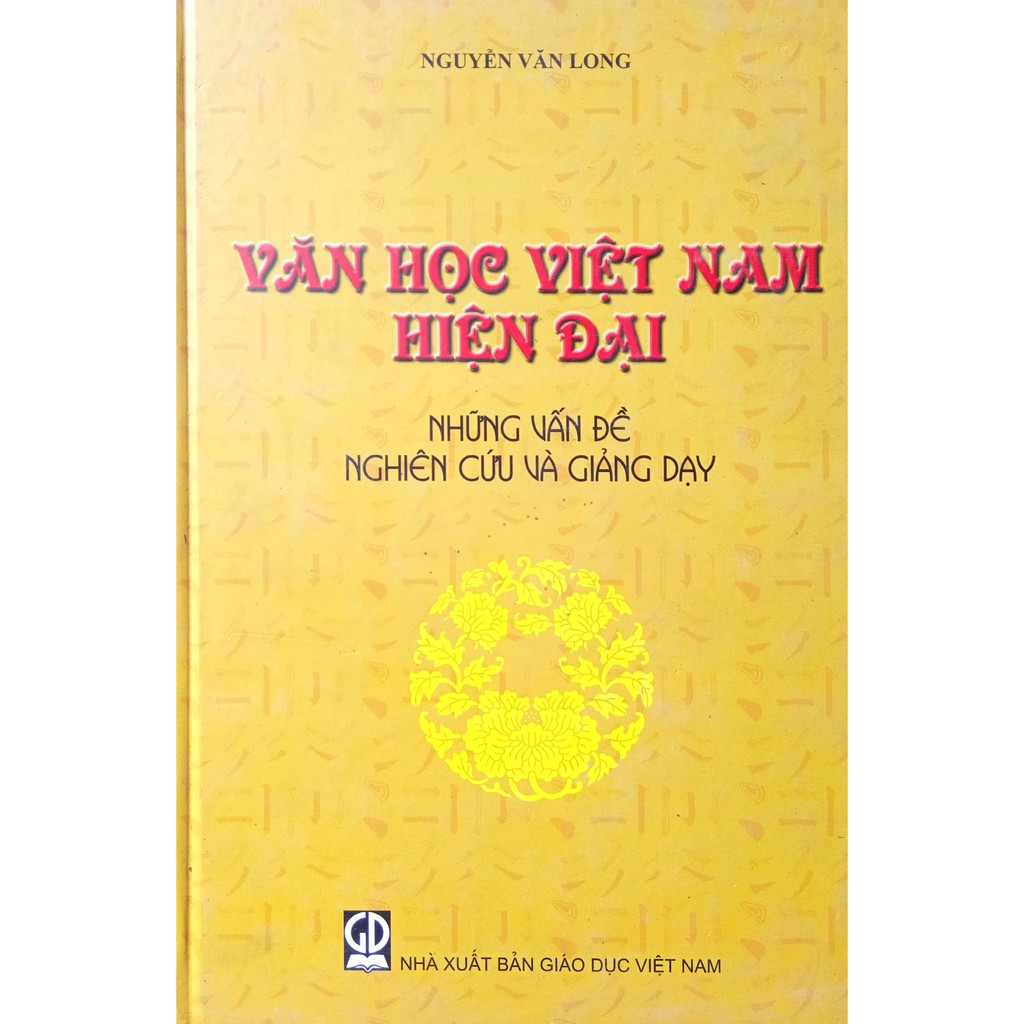 NGUYỄN VĂN LONG
VĂN HỌC VIỆT NAM
HIỆN ĐẠI
NHỮNG VẤN ĐỀ
NGHIÊN CỨU VÀ GIẢNG DẠY
GD
NHÀ XUẤT BẢN GIÁO DỤC VIỆT NAM